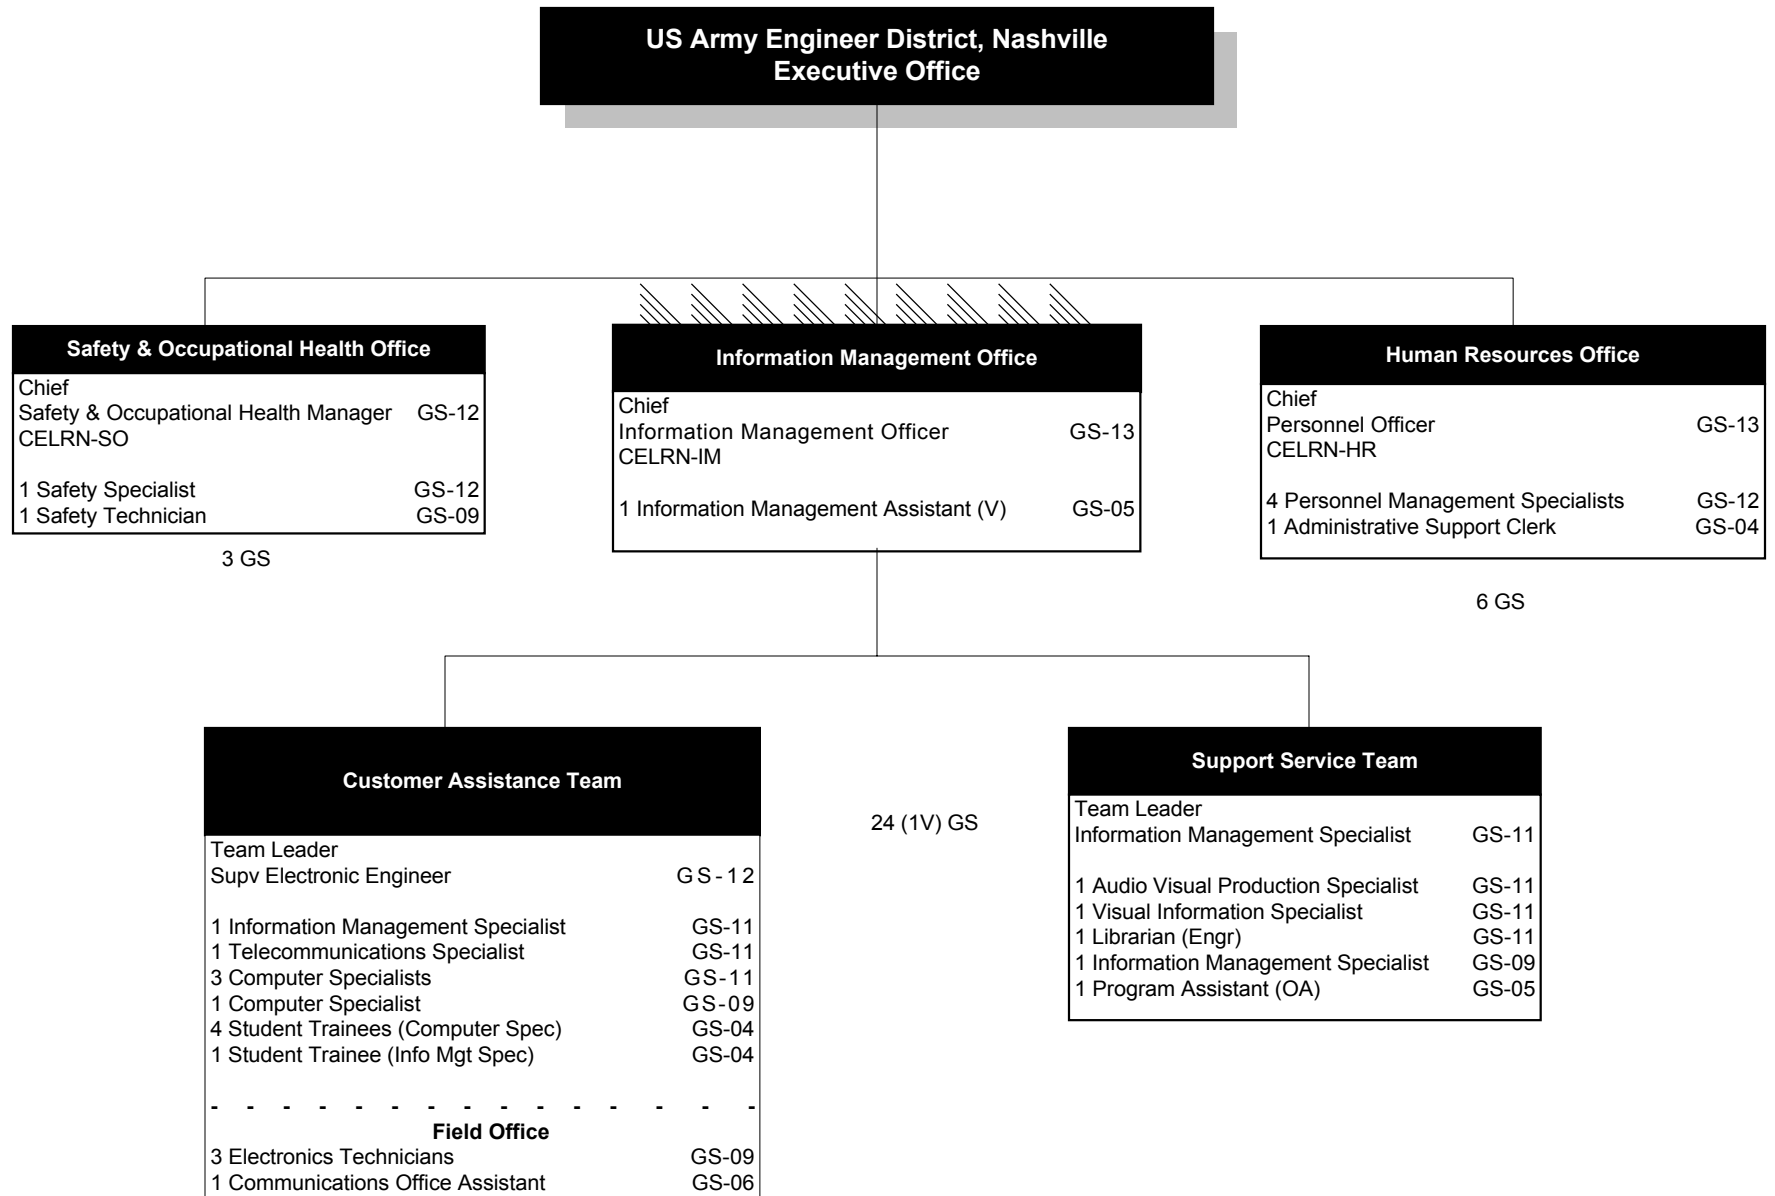 US Army Engineer District, Nashville
Executive Office
Safety & Occupational Health Office
Chief
Safety & Occupational Health Manager GS-12
CELRN-SO
1 Safety Specialist GS-12
1 Safety Technician GS-09
3 GS
Information Management Office
Chief
Information Management Officer GS-13
CELRN-IM
1 Information Management Assistant (V) GS-05
Human Resources Office
Chief
Personnel Officer GS-13
CELRN-HR
4 Personnel Management Specialists GS-12
1 Administrative Support Clerk GS-04
6 GS
Customer Assistance Team
Team Leader
Supv Electronic Engineer GS-12
1 Information Management Specialist GS-11
1 Telecommunications Specialist GS-11
3 Computer Specialists GS-11
1 Computer Specialist GS-09
4 Student Trainees (Computer Spec) GS-04
1 Student Trainee (Info Mgt Spec) GS-04
- - - - - - - - - - - - - - - -
Field Office
3 Electronics Technicians GS-09
1 Communications Office Assistant GS-06
24 (1V) GS
Support Service Team
Team Leader
Information Management Specialist GS-11
1 Audio Visual Production Specialist GS-11
1 Visual Information Specialist GS-11
1 Librarian (Engr) GS-11
1 Information Management Specialist GS-09
1 Program Assistant (OA) GS-05